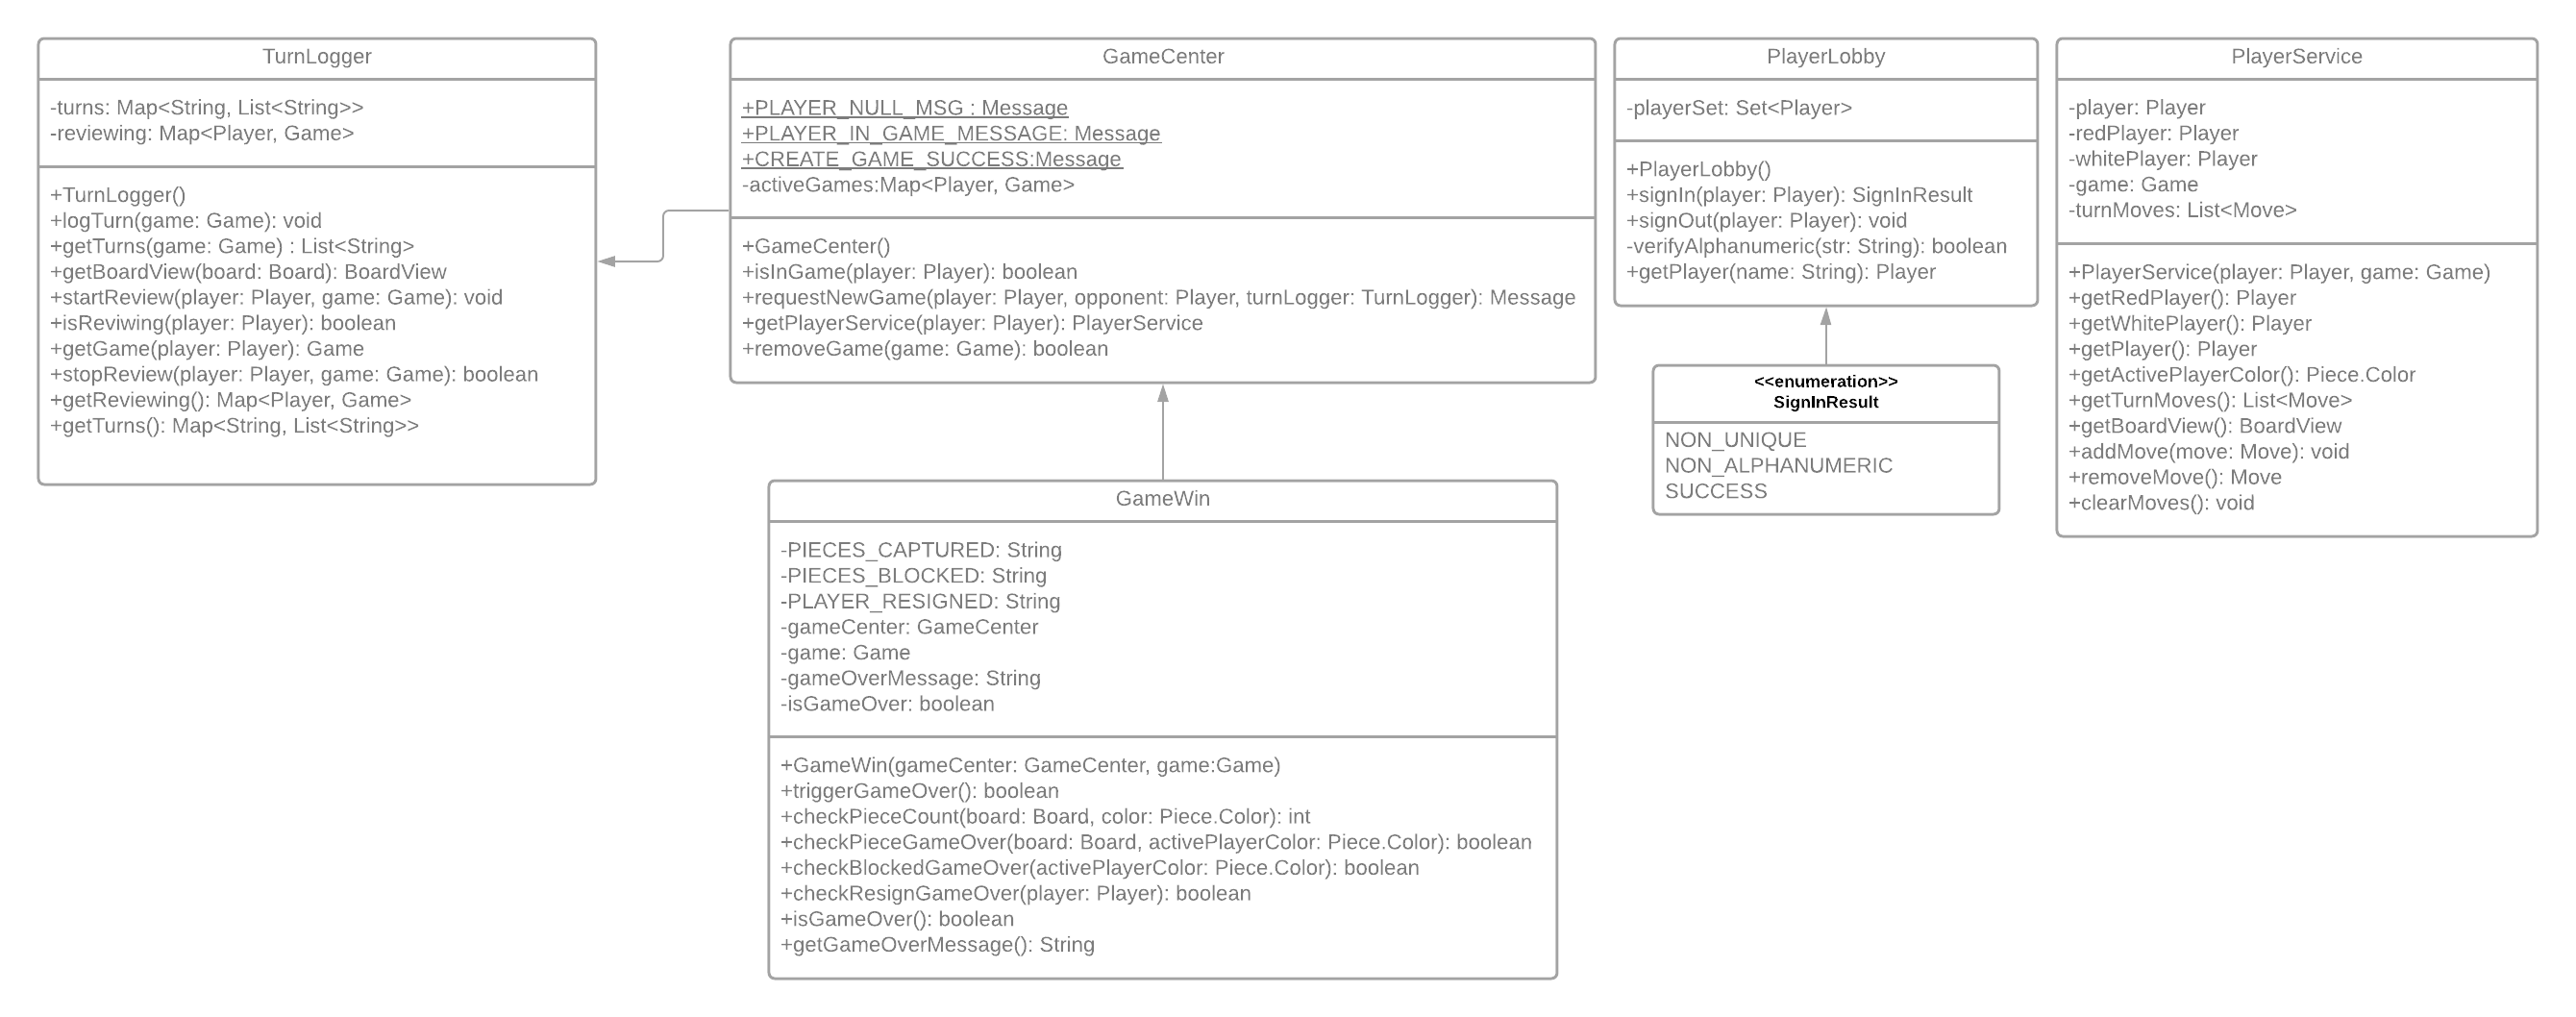 TurnLogger
-turns: Map<String, List<String>>
-reviewing: Map<Player, Game>
+TurnLogger()
+logTurn(game: Game): void
+getTurns(game: Game) : List<String>
+getBoardView(board: Board): BoardView
+startReview(player: Player, game: Game): void
+isReviwing(player: Player): boolean
+getGame(player: Player): Game
+stopReview(player: Player, game: Game): boolean
+getReviewing(): Map<Player, Game>
+getTurns(): Map<String, List<String>>
GameCenter
+PLAYER_NULL_MSG : Message
+PLAYER_IN_GAME_MESSAGE: Message
+CREATE_GAME_SUCCESS:Message
-activeGames:Map<Player, Game>
+GameCenter()
+isInGame(player: Player): boolean
+requestNewGame(player: Player, opponent: Player, turnLogger: TurnLogger): Message
+getPlayerService(player: Player): PlayerService
+removeGame(game: Game): boolean
PlayerLobby
-playerSet: Set<Player>
+PlayerLobby()
+signIn(player: Player): SignInResult
+signOut(player: Player): void
-verifyAlphanumeric(str: String): boolean
+getPlayer(name: String): Player
<<enumeration>>
SignInResult
NON_UNIQUE
NON_ALPHANUMERIC
SUCCESS
PlayerService
-player: Player
-redPlayer: Player
-whitePlayer: Player
-game: Game
-turnMoves: List<Move>
+PlayerService(player: Player, game: Game)
+getRedPlayer(): Player
+getWhitePlayer(): Player
+getPlayer(): Player
+getActivePlayerColor(): Piece.Color
+getTurnMoves(): List<Move>
+getBoardView(): BoardView
+addMove(move: Move): void
+removeMove(): Move
+clearMoves(): void
GameWin
-PIECES_CAPTURED: String
-PIECES_BLOCKED: String
-PLAYER_RESIGNED: String
-gameCenter: GameCenter
-game: Game
-gameOverMessage: String
-isGameOver: boolean
+GameWin(gameCenter: GameCenter, game:Game)
+triggerGameOver(): boolean
+checkPieceCount(board: Board, color: Piece.Color): int
+checkPieceGameOver(board: Board, activePlayerColor: Piece.Color): boolean
+checkBlockedGameOver(activePlayerColor: Piece.Color): boolean
+checkResignGameOver(player: Player): boolean
+isGameOver(): boolean
+getGameOverMessage(): String